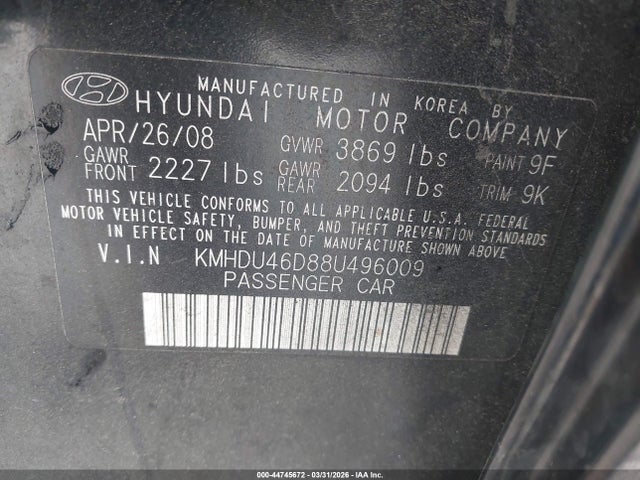 MANUFACTURED IN KOREA BY
HYUNDAI MOTOR COMPANY
APR/26/08 GVWR 3869 lbs PAINT 9F
GAWR FRONT 2227 lbs GAWR REAR 2094 lbs TRIM 9K
THIS VEHICLE CONFORMS TO ALL APPLICABLE U.S.A. FEDERAL
MOTOR VEHICLE SAFETY, BUMPER, AND THEFT PREVENTION STANDARDS
IN EFFECT ON THE DATE OF MANUFACTURE SHOWN ABOVE
V.I.N KMHDU46D88U496009
PASSENGER CAR
000-44745672 - 03/31/2026 - IAA Inc.